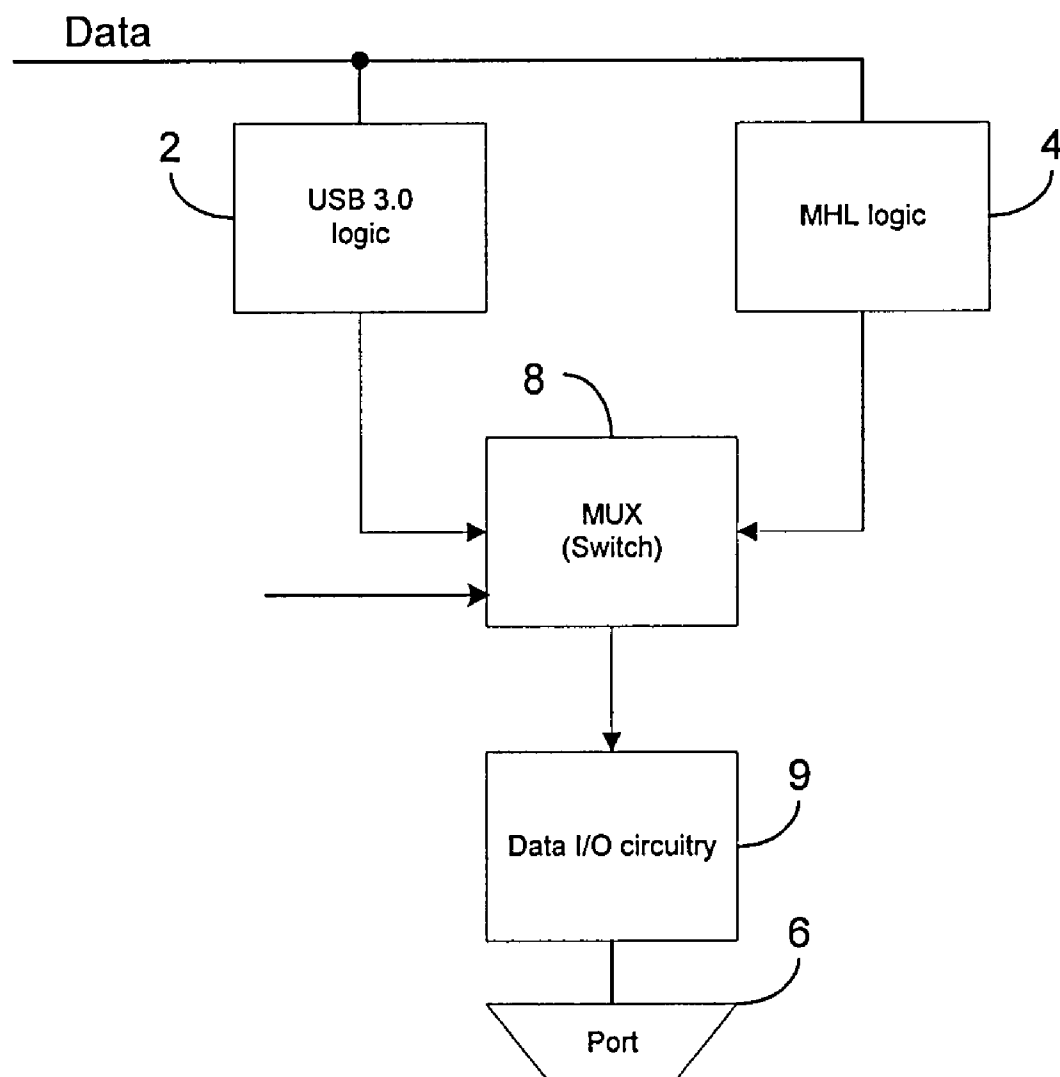 Data
2
USB 3.0
logic
4
MHL logic
8
MUX
(Switch)
9
Data I/O circuitry
6
Port